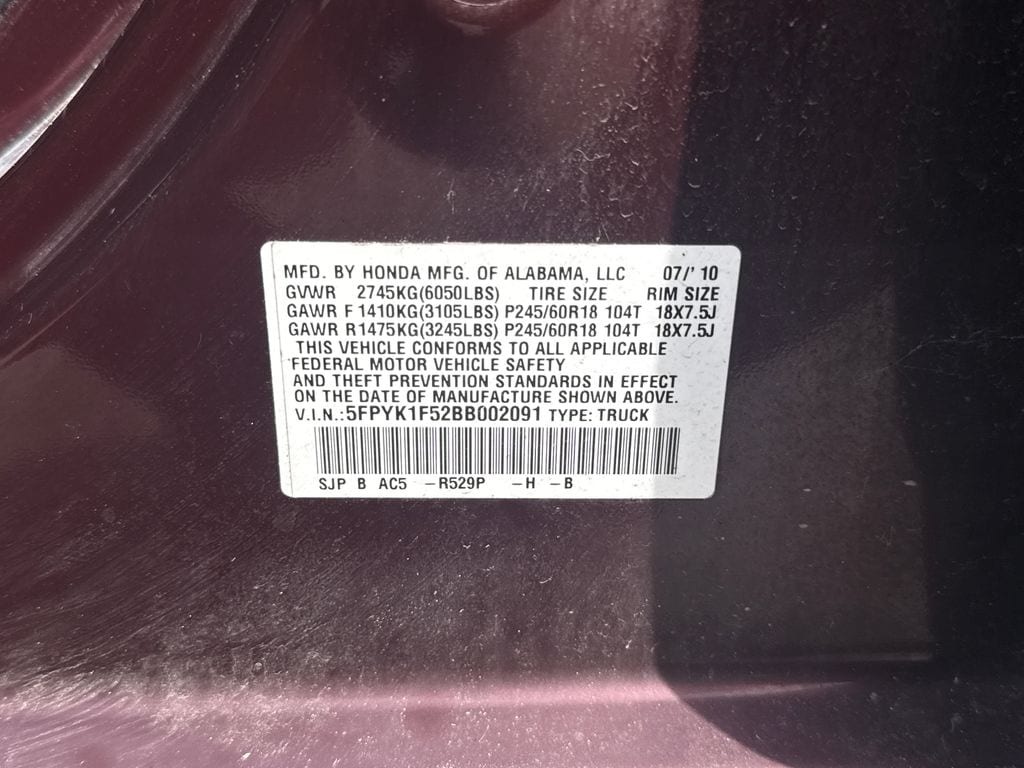 MFD. BY HONDA MFG. OF ALABAMA, LLC 07/' 10
GVWR 2745KG(6050LBS) TIRE SIZE RIM SIZE
GAWR F 1410KG(3105LBS) P245/60R18 104T 18X7.5J
GAWR R1475KG(3245LBS) P245/60R18 104T 18X7.5J
THIS VEHICLE CONFORMS TO ALL APPLICABLE
FEDERAL MOTOR VEHICLE SAFETY
AND THEFT PREVENTION STANDARDS IN EFFECT
ON THE DATE OF MANUFACTURE SHOWN ABOVE.
V.I.N.:5FPYK1F52BB002091 TYPE: TRUCK
SJP B AC5 -R529P -H -B